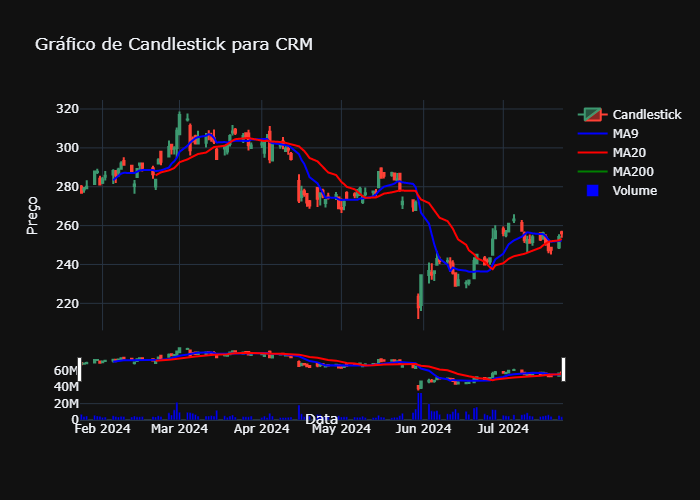 Gráfico de Candlestick para CRM
Preço
320
300
280
260
240
220
Candlestick
MA9
MA20
MA200
Volume
60M
40M
20M
0
Data
Feb 2024
Mar 2024
Apr 2024
May 2024
Jun 2024
Jul 2024